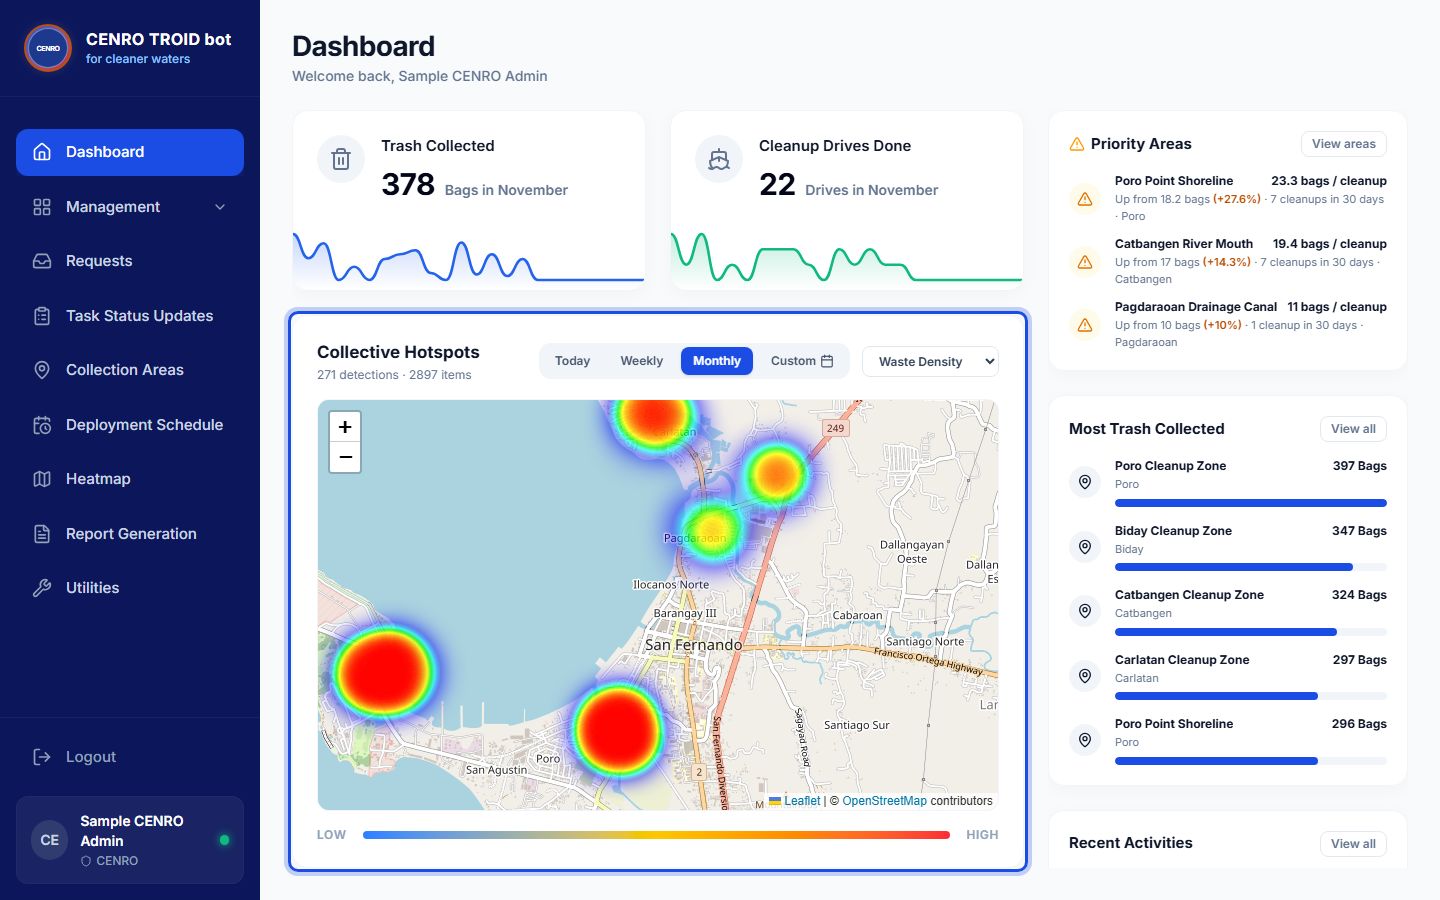 CENRO
CENRO TROID bot
for cleaner waters
Dashboard
Management
Requests
Task Status Updates
Collection Areas
Deployment Schedule
Heatmap
Report Generation
Utilities
Logout
CE
Sample CENRO
Admin
CENRO
Dashboard
Welcome back, Sample CENRO Admin
Trash Collected
378 Bags in November
Cleanup Drives Done
22 Drives in November
Collective Hotspots
271 detections · 2897 items
Today Weekly Monthly Custom
Waste Density
+
−
Carlatan
249
Pagdaraoan
Dallangayan
Oeste
Dallan
Es
Ilocanos Norte
Barangay III
Cabaroan
San Fernando
Santiago Norte
Francisco Ortega Highway
Lar
Santiago Sur
Sagayad Road
San Fernando Diversio
Poro
San Agustin
2
M
Leaflet | © OpenStreetMap contributors
LOW
HIGH
Priority Areas
View areas
Poro Point Shoreline 23.3 bags / cleanup
Up from 18.2 bags (+27.6%) · 7 cleanups in 30 days
· Poro
Catbangen River Mouth 19.4 bags / cleanup
Up from 17 bags (+14.3%) · 7 cleanups in 30 days ·
Catbangen
Pagdaraoan Drainage Canal 11 bags / cleanup
Up from 10 bags (+10%) · 1 cleanup in 30 days ·
Pagdaraoan
Most Trash Collected
View all
Poro Cleanup Zone 397 Bags
Poro
Biday Cleanup Zone 347 Bags
Biday
Catbangen Cleanup Zone 324 Bags
Catbangen
Carlatan Cleanup Zone 297 Bags
Carlatan
Poro Point Shoreline 296 Bags
Poro
Recent Activities
View all